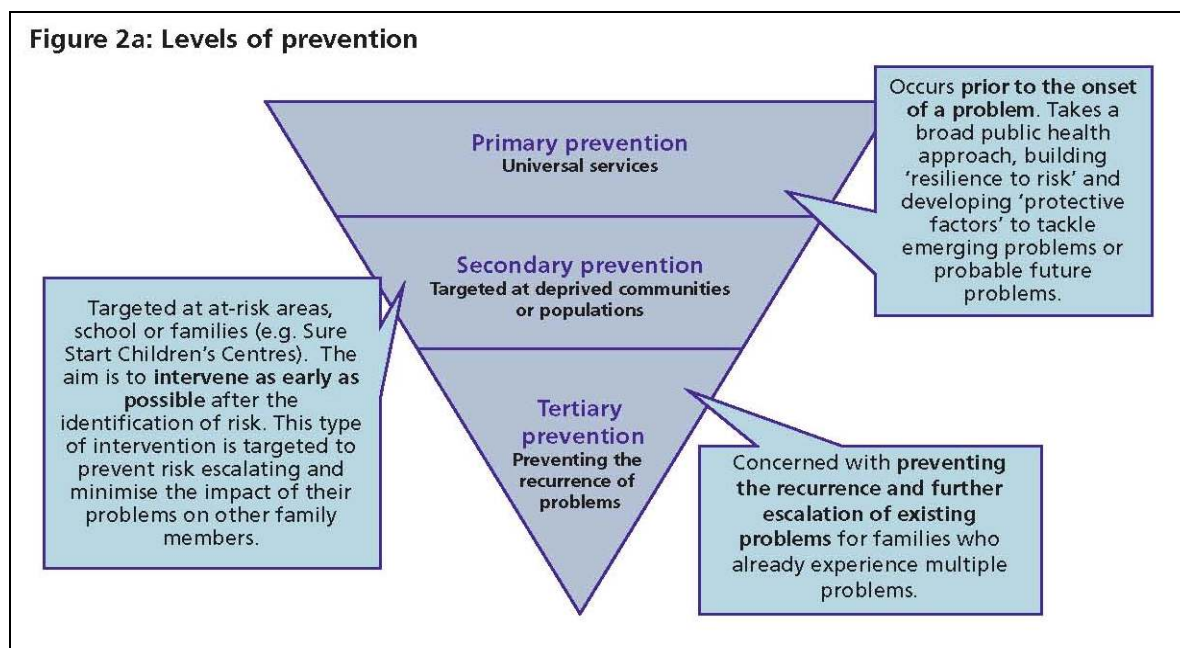 Figure 2a: Levels of prevention
Primary prevention
Universal services
Occurs prior to the onset
of a problem. Takes a
broad public health
approach, building
‘resilience to risk’ and
developing ‘protective
factors’ to tackle
emerging problems or
probable future
problems.
Secondary prevention
Targeted at deprived communities
or populations
Targeted at at-risk areas,
school or families (e.g. Sure
Start Children’s Centres).  The
aim is to intervene as early as
possible after the
identification of risk. This type
of intervention is targeted to
prevent risk escalating and
minimise the impact of their
problems on other family
members.
Tertiary
prevention
Preventing the
recurrence of
problems
Concerned with preventing
the recurrence and further
escalation of existing
problems for families who
already experience multiple
problems.